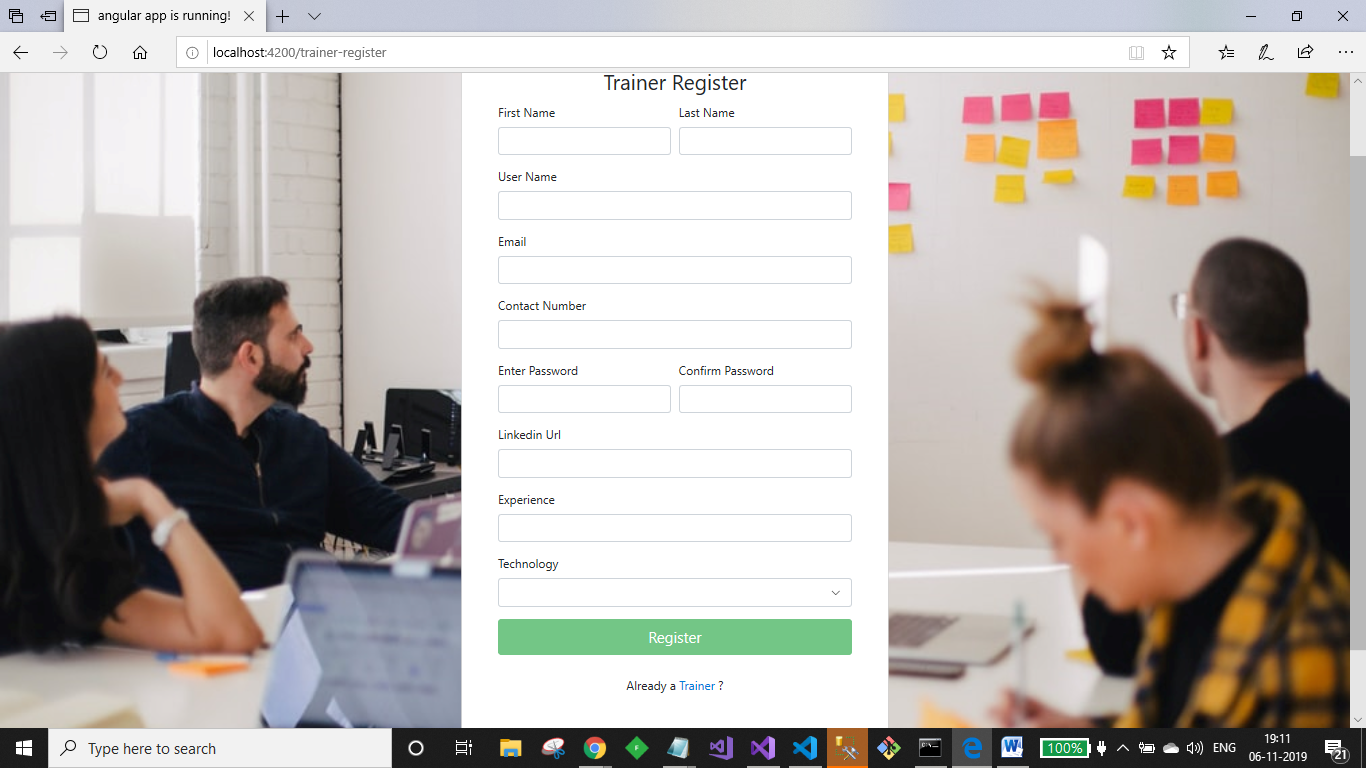 angular app is running!
localhost:4200/trainer-register
Trainer Register
First Name Last Name
User Name
Email
Contact Number
Enter Password Confirm Password
Linkedin Url
Experience
Technology
Register
Already a Trainer ?
Type here to search
100%
ENG
19:11
06-11-2019
21